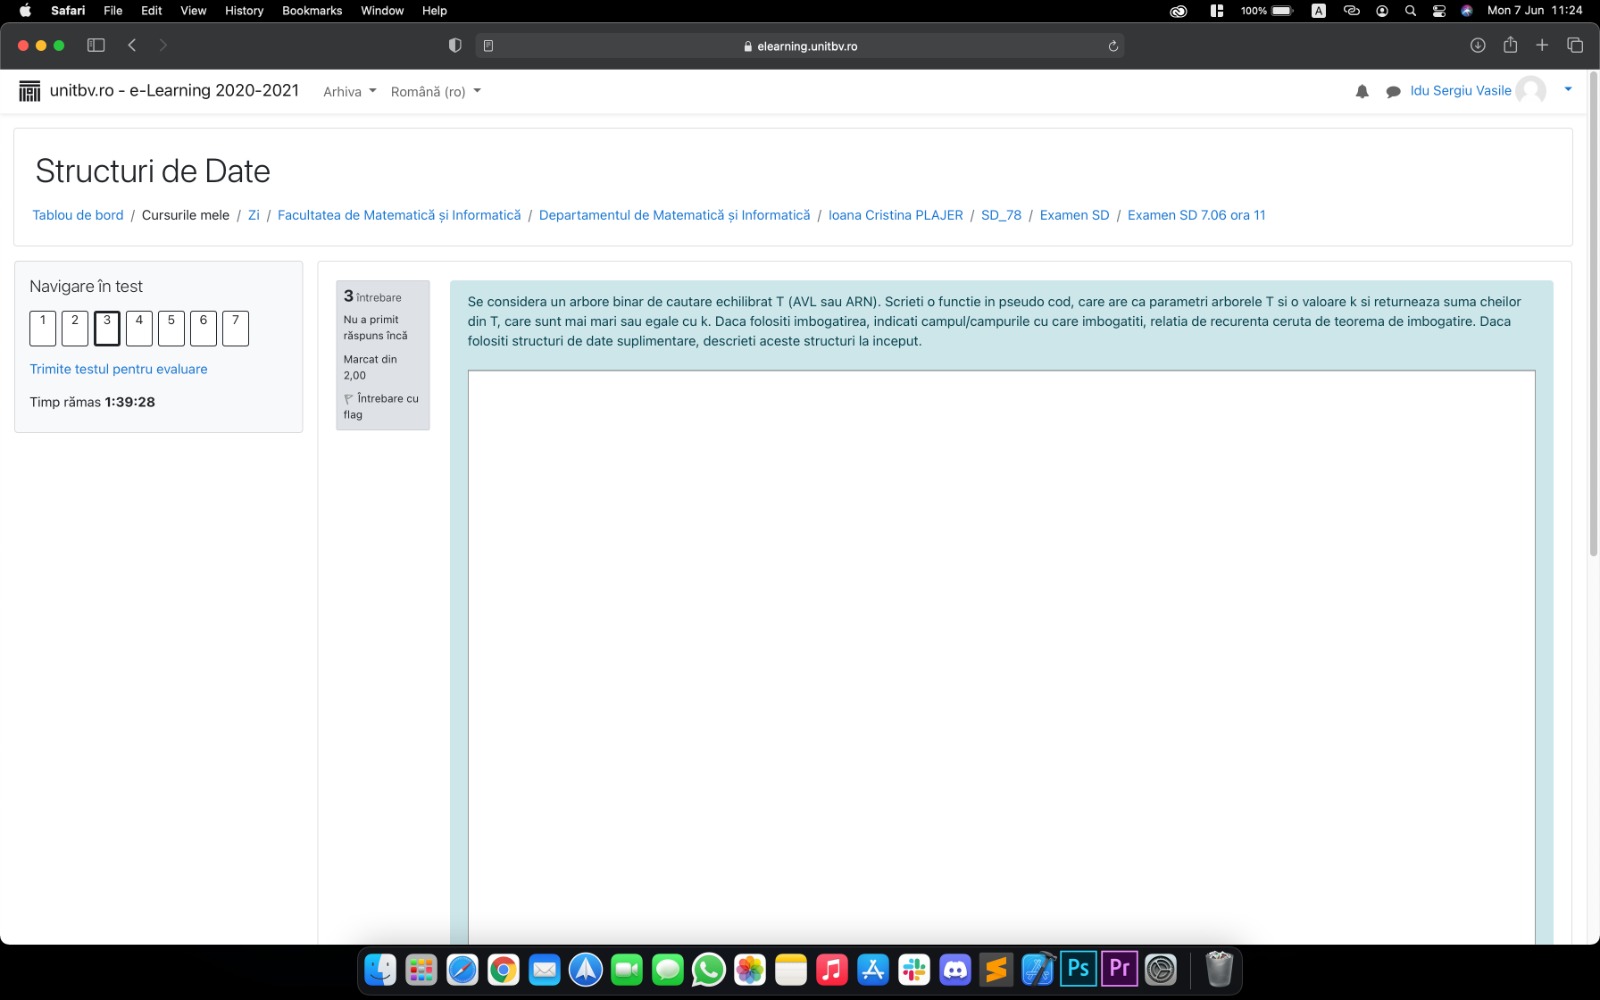 Safari File Edit View History Bookmarks Window Help 100% A Mon 7 Jun 11:24
elearning.unitbv.ro
unitbv.ro - e-Learning 2020-2021 Arhiva Română (ro) Idu Sergiu Vasile
Structuri de Date
Tablou de bord / Cursurile mele / Zi / Facultatea de Matematică și Informatică / Departamentul de Matematică și Informatică / Ioana Cristina PLAJER / SD_78 / Examen SD / Examen SD 7.06 ora 11
Navigare în test
1 2 3 4 5 6 7
Trimite testul pentru evaluare
Timp rămas 1:39:28
3 Întrebare
Nu a primit
răspuns încă
Marcat din
2,00
Întrebare cu
flag
Se considera un arbore binar de cautare echilibrat T (AVL sau ARN). Scrieti o functie in pseudo cod, care are ca parametri arborele T si o valoare k si returneaza suma cheilor
din T, care sunt mai mari sau egale cu k. Daca folositi imbogatirea, indicati campul/campurile cu care imbogatiti, relatia de recurenta ceruta de teorema de imbogatire. Daca
folositi structuri de date suplimentare, descrieti aceste structuri la inceput.
Ps Pr